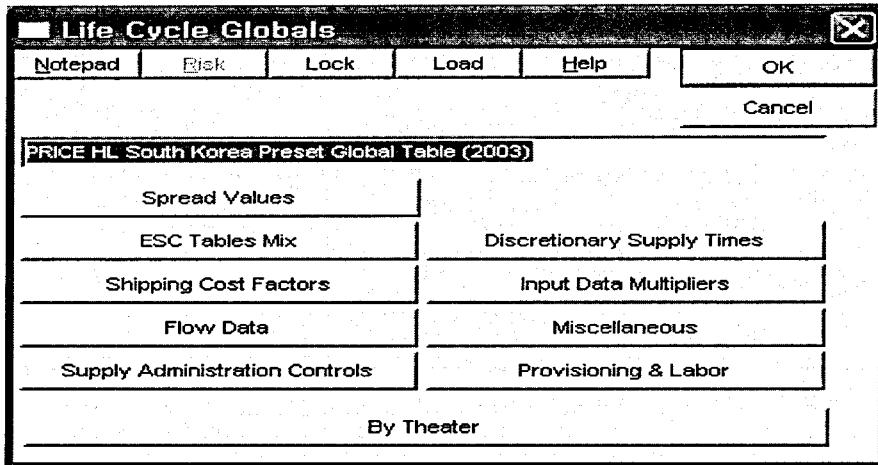 Life Cycle Globals
Notepad Risk Lock Load Help OK
Cancel
PRICE HL South Korea Preset Global Table (2003)
Spread Values
ESC Tables Mix Discretionary Supply Times
Shipping Cost Factors Input Data Multipliers
Flow Data Miscellaneous
Supply Administration Controls Provisioning & Labor
By Theater